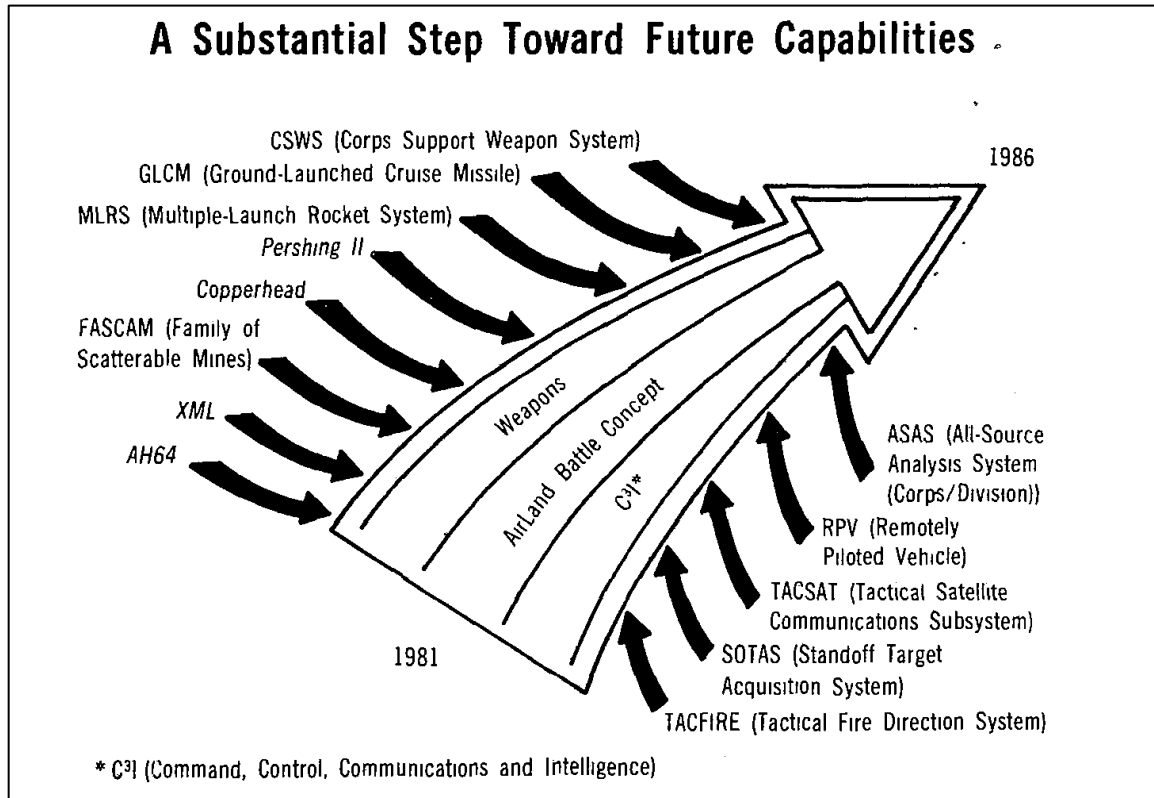 A Substantial Step Toward Future Capabilities
CSWS (Corps Support Weapon System)
1986
GLCM (Ground-Launched Cruise Missile)
MLRS (Multiple-Launch Rocket System)
Pershing II
Copperhead
FASCAM (Family of
Scatterable Mines)
XML
AH64
Weapons
AirLand Battle Concept
C³I*
ASAS (All-Source
Analysis System
(Corps/Division))
RPV (Remotely
Piloted Vehicle)
TACSAT (Tactical Satellite
Communications Subsystem)
1981
SOTAS (Standoff Target
Acquisition System)
TACFIRE (Tactical Fire Direction System)
* C³I (Command, Control, Communications and Intelligence)